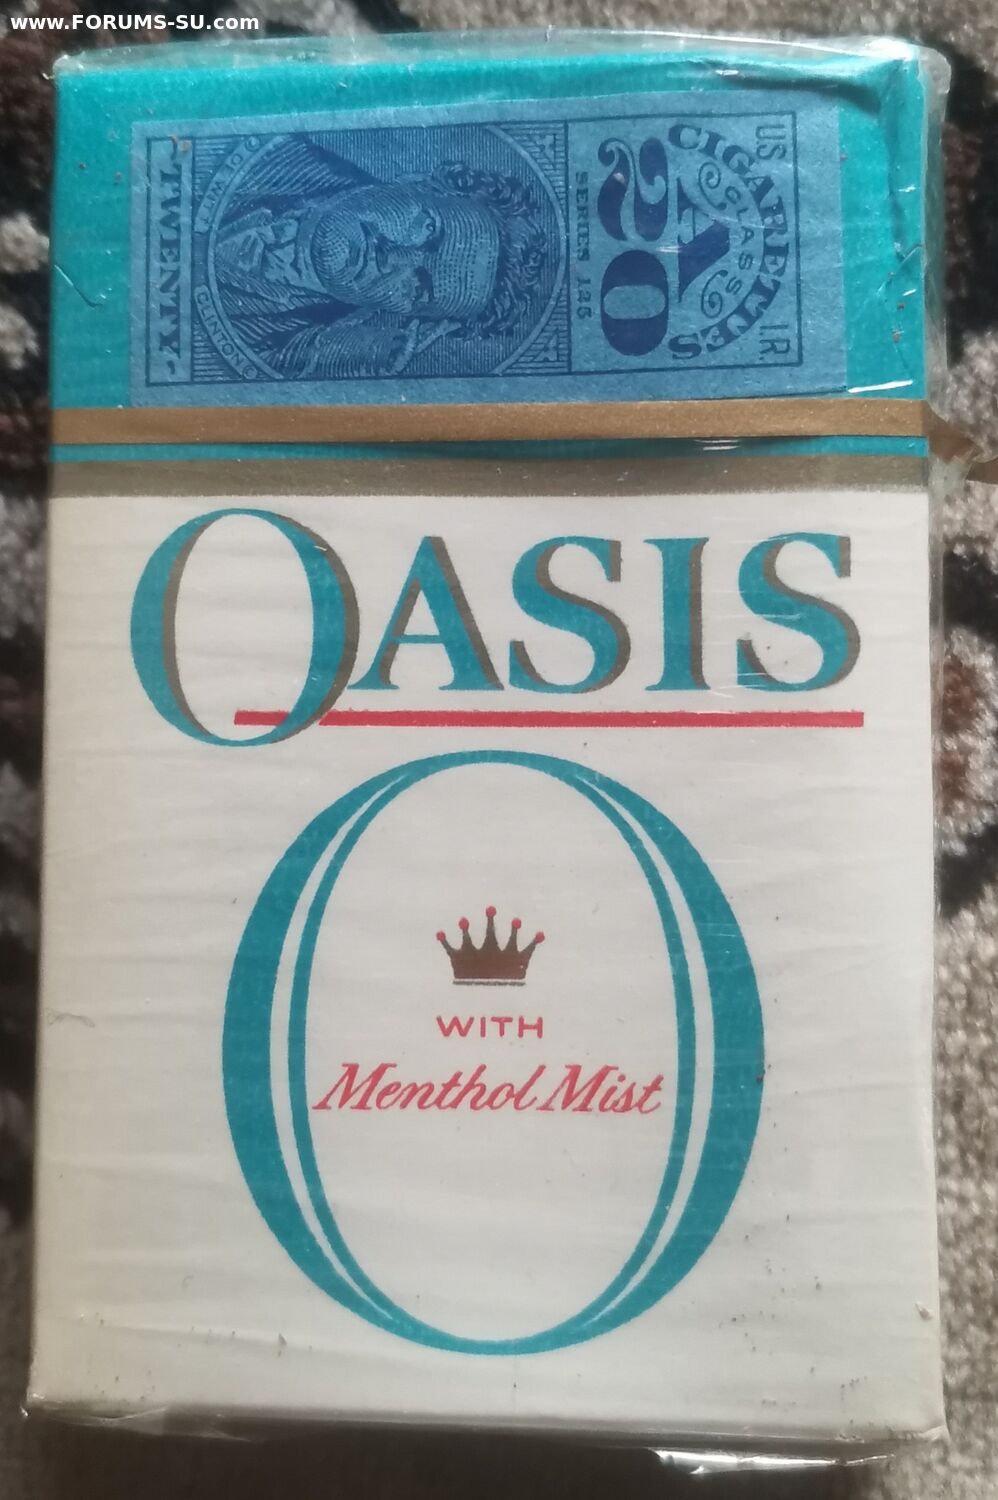 www.FORUMS-SU.com
US I.R.
CIGARETTES
CLASS
A
20
SERIES 125
DE WITT CLINTON
TWENTY
OASIS
WITH
Menthol Mist